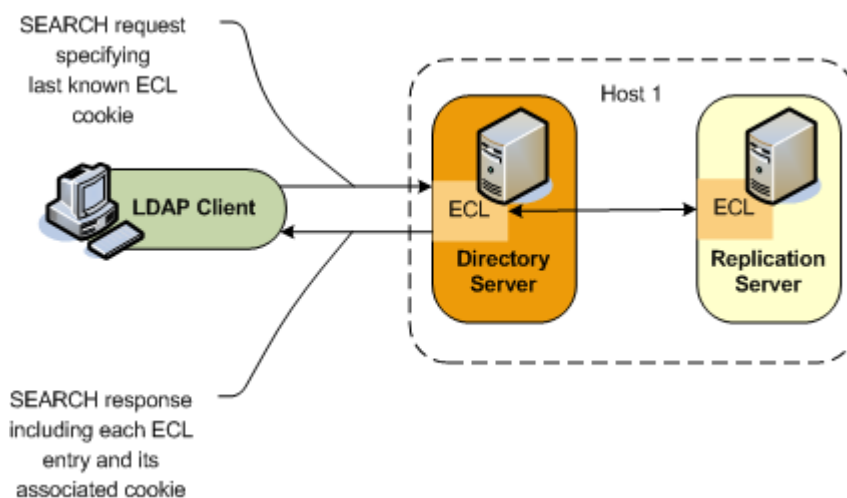 SEARCH request
specifying
last known ECL
cookie
Host 1
LDAP Client
ECL
Directory
Server
ECL
Replication
Server
SEARCH response
including each ECL
entry and its
associated cookie